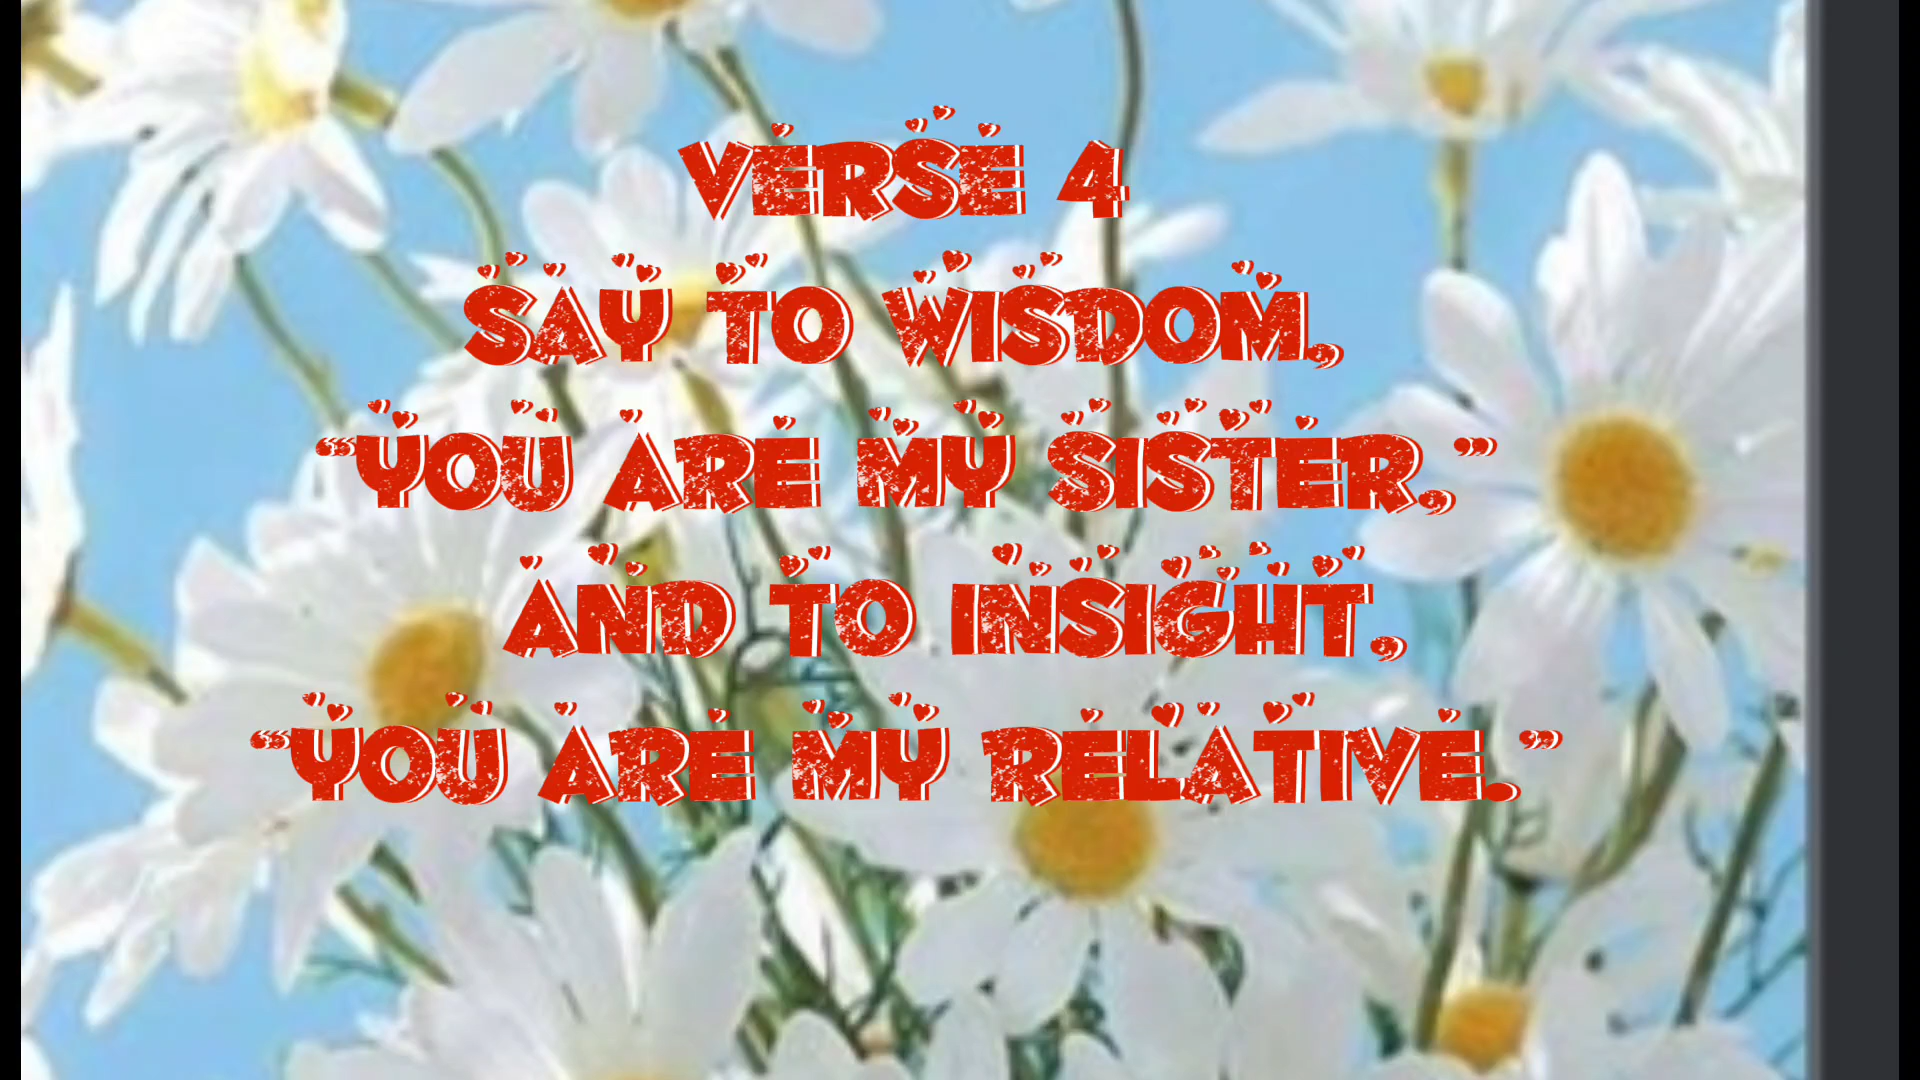 VERSE 4
SAY TO WISDOM,
“YOU ARE MY SISTER,”
AND TO INSIGHT,
“YOU ARE MY RELATIVE.”